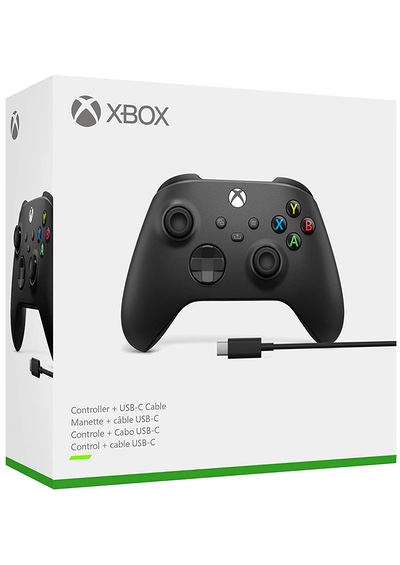 XBOX
Y
X
B
A
Controller + USB-C Cable
Manette + câble USB-C
Controle + Cabo USB-C
Control + cable USB-C